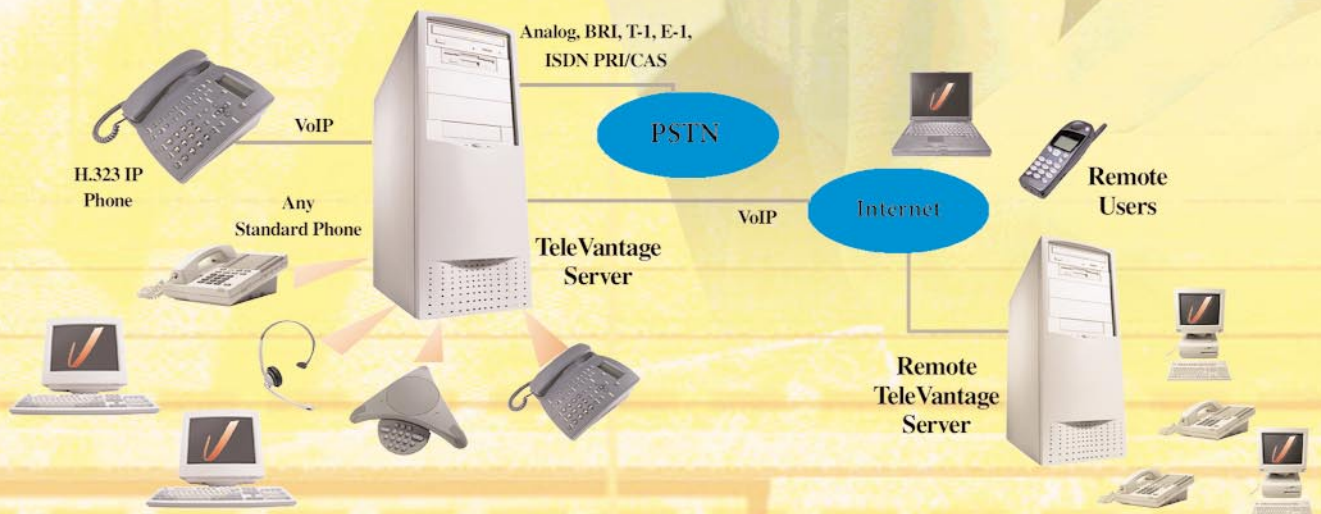 Analog, BRI, T-1, E-1,
ISDN PRI/CAS
VoIP
PSTN
H.323 IP
Phone
Remote
Users
Any
Standard Phone
VoIP
Internet
TeleVantage
Server
Remote
TeleVantage
Server